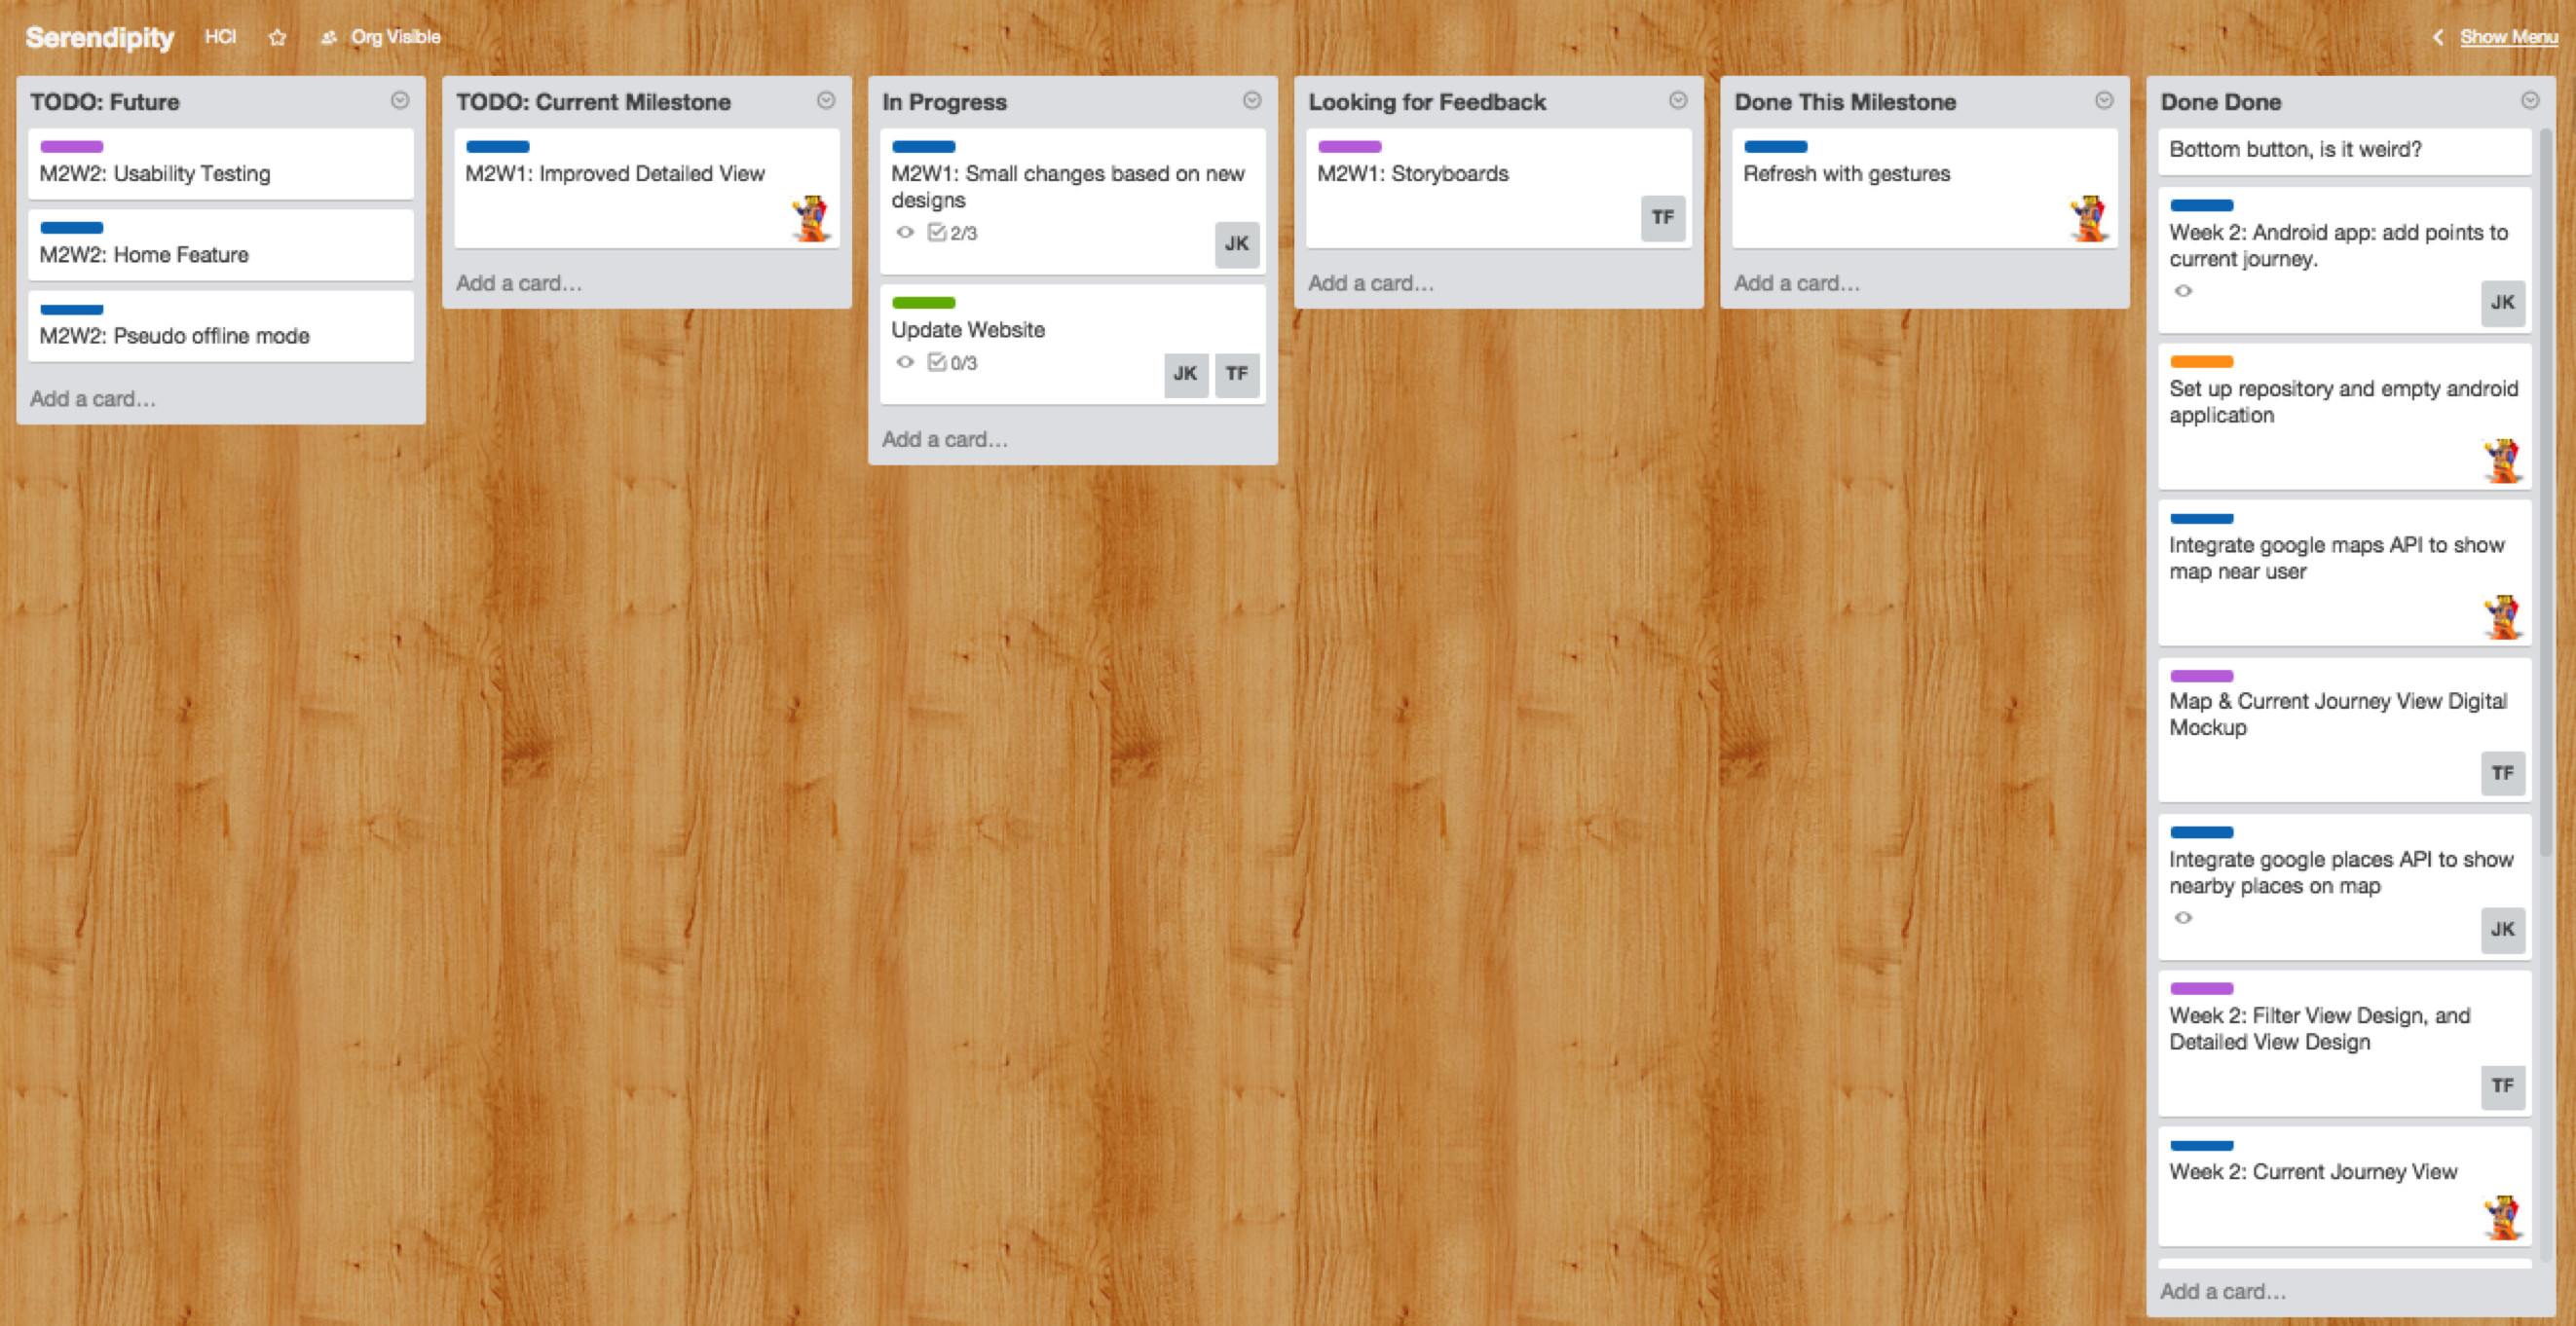 Serendipity HCI Org Visible Show Menu
TODO: Future
M2W2: Usability Testing
M2W2: Home Feature
M2W2: Pseudo offline mode
Add a card…
TODO: Current Milestone
M2W1: Improved Detailed View
Add a card…
In Progress
M2W1: Small changes based on new
designs
2/3
JK
Update Website
0/3
JK TF
Add a card…
Looking for Feedback
M2W1: Storyboards
TF
Add a card…
Done This Milestone
Refresh with gestures
Add a card…
Done Done
Bottom button, is it weird?
Week 2: Android app: add points to
current journey.
JK
Set up repository and empty android
application
Integrate google maps API to show
map near user
Map & Current Journey View Digital
Mockup
TF
Integrate google places API to show
nearby places on map
JK
Week 2: Filter View Design, and
Detailed View Design
TF
Week 2: Current Journey View
Add a card…